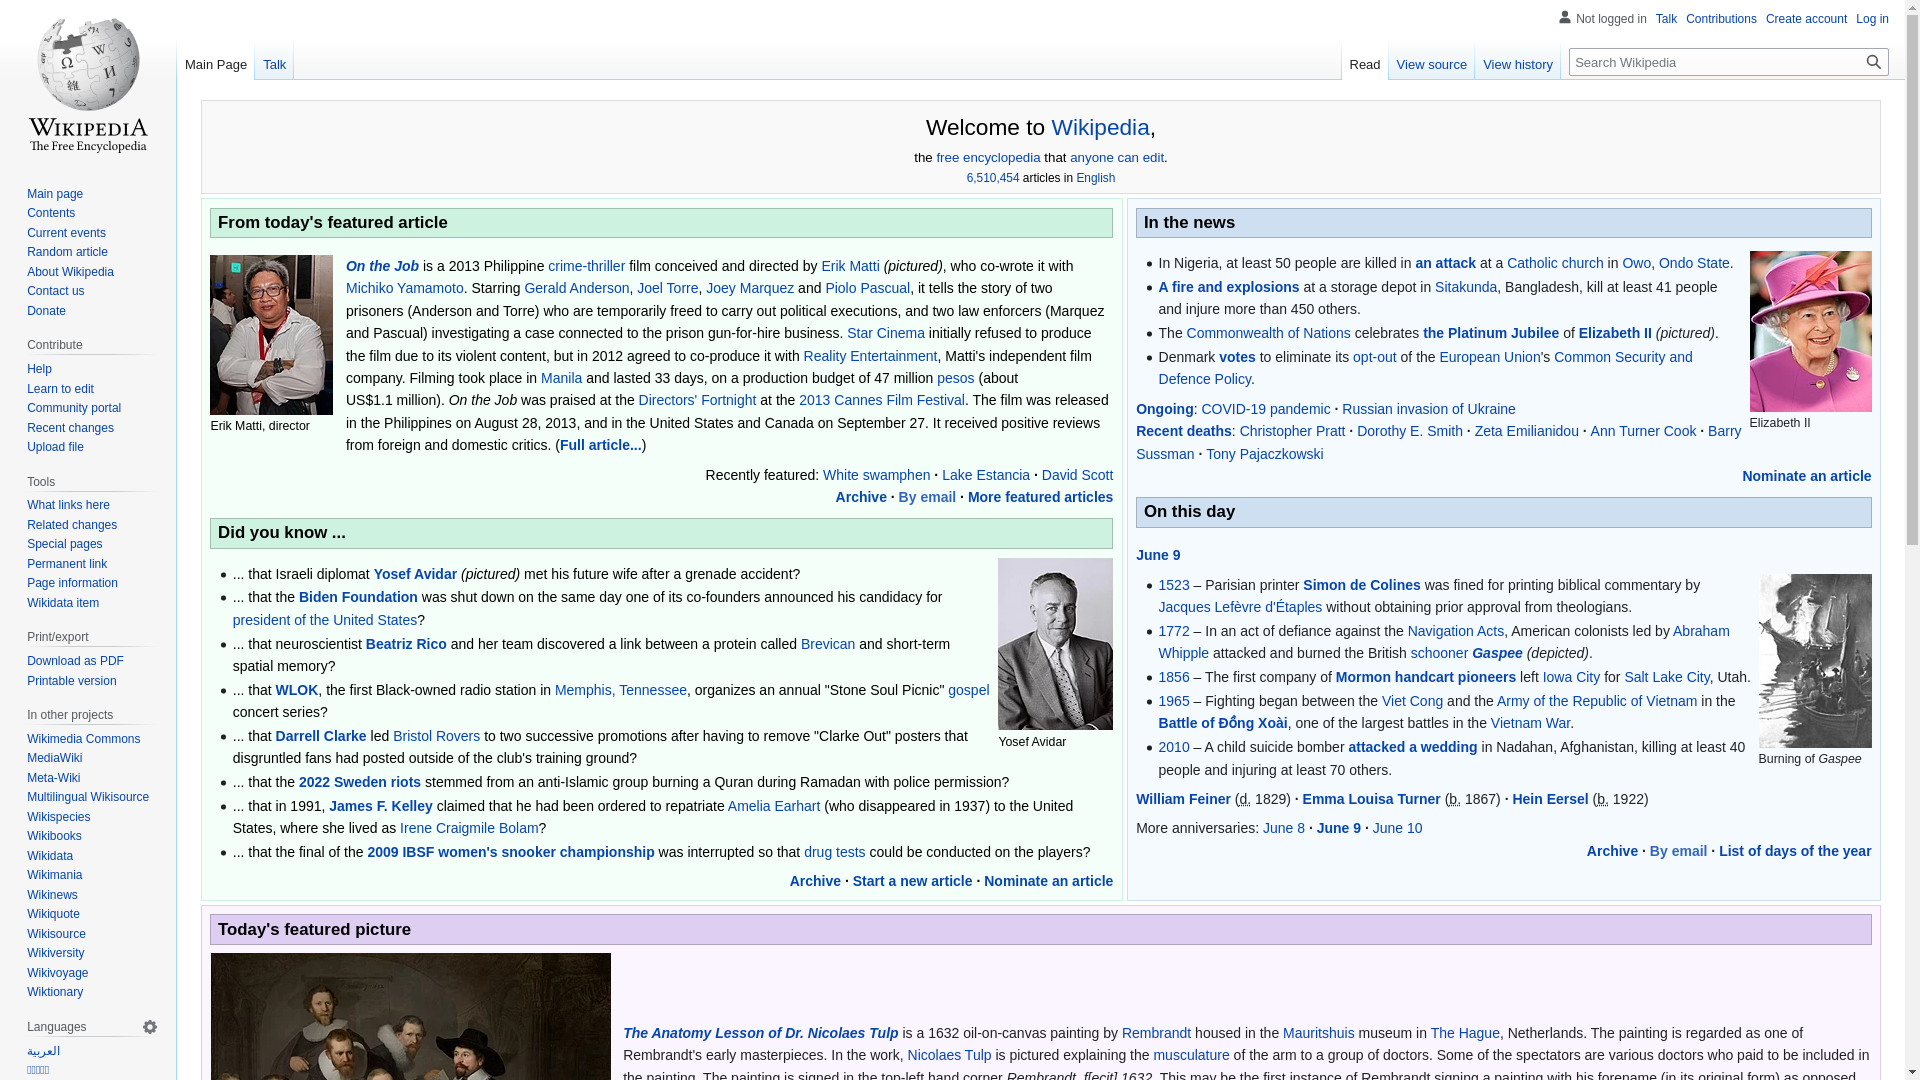 Not logged in Talk Contributions Create account Log in
Main Page Talk
Read View source View history Search Wikipedia
WIKIPEDIA
The Free Encyclopedia
Main page
Contents
Current events
Random article
About Wikipedia
Contact us
Donate
Contribute
Help
Learn to edit
Community portal
Recent changes
Upload file
Tools
What links here
Related changes
Special pages
Permanent link
Page information
Wikidata item
Print/export
Download as PDF
Printable version
In other projects
Wikimedia Commons
MediaWiki
Meta-Wiki
Multilingual Wikisource
Wikispecies
Wikibooks
Wikidata
Wikimania
Wikinews
Wikiquote
Wikisource
Wikiversity
Wikivoyage
Wiktionary
Languages
العربية
Welcome to Wikipedia,
the free encyclopedia that anyone can edit.
6,510,454 articles in English
From today's featured article
Erik Matti, director
On the Job is a 2013 Philippine crime-thriller film conceived and directed by Erik Matti (pictured), who co-wrote it with
Michiko Yamamoto. Starring Gerald Anderson, Joel Torre, Joey Marquez and Piolo Pascual, it tells the story of two
prisoners (Anderson and Torre) who are temporarily freed to carry out political executions, and two law enforcers (Marquez
and Pascual) investigating a case connected to the prison gun-for-hire business. Star Cinema initially refused to produce
the film due to its violent content, but in 2012 agreed to co-produce it with Reality Entertainment, Matti's independent film
company. Filming took place in Manila and lasted 33 days, on a production budget of 47 million pesos (about
US$1.1 million). On the Job was praised at the Directors' Fortnight at the 2013 Cannes Film Festival. The film was released
in the Philippines on August 28, 2013, and in the United States and Canada on September 27. It received positive reviews
from foreign and domestic critics. (Full article...)
Recently featured: White swamphen · Lake Estancia · David Scott
Archive · By email · More featured articles
Did you know ...
Yosef Avidar
... that Israeli diplomat Yosef Avidar (pictured) met his future wife after a grenade accident?
... that the Biden Foundation was shut down on the same day one of its co-founders announced his candidacy for
president of the United States?
... that neuroscientist Beatriz Rico and her team discovered a link between a protein called Brevican and short-term
spatial memory?
... that WLOK, the first Black-owned radio station in Memphis, Tennessee, organizes an annual "Stone Soul Picnic" gospel
concert series?
... that Darrell Clarke led Bristol Rovers to two successive promotions after having to remove "Clarke Out" posters that
disgruntled fans had posted outside of the club's training ground?
... that the 2022 Sweden riots stemmed from an anti-Islamic group burning a Quran during Ramadan with police permission?
... that in 1991, James F. Kelley claimed that he had been ordered to repatriate Amelia Earhart (who disappeared in 1937) to the United
States, where she lived as Irene Craigmile Bolam?
... that the final of the 2009 IBSF women's snooker championship was interrupted so that drug tests could be conducted on the players?
Archive · Start a new article · Nominate an article
In the news
Elizabeth II
In Nigeria, at least 50 people are killed in an attack at a Catholic church in Owo, Ondo State.
A fire and explosions at a storage depot in Sitakunda, Bangladesh, kill at least 41 people
and injure more than 450 others.
The Commonwealth of Nations celebrates the Platinum Jubilee of Elizabeth II (pictured).
Denmark votes to eliminate its opt-out of the European Union's Common Security and
Defence Policy.
Ongoing: COVID-19 pandemic · Russian invasion of Ukraine
Recent deaths: Christopher Pratt · Dorothy E. Smith · Zeta Emilianidou · Ann Turner Cook · Barry
Sussman · Tony Pajaczkowski
Nominate an article
On this day
June 9
Burning of Gaspee
1523 – Parisian printer Simon de Colines was fined for printing biblical commentary by
Jacques Lefèvre d'Étaples without obtaining prior approval from theologians.
1772 – In an act of defiance against the Navigation Acts, American colonists led by Abraham
Whipple attacked and burned the British schooner Gaspee (depicted).
1856 – The first company of Mormon handcart pioneers left Iowa City for Salt Lake City, Utah.
1965 – Fighting began between the Viet Cong and the Army of the Republic of Vietnam in the
Battle of Đồng Xoài, one of the largest battles in the Vietnam War.
2010 – A child suicide bomber attacked a wedding in Nadahan, Afghanistan, killing at least 40
people and injuring at least 70 others.
William Feiner (d. 1829) · Emma Louisa Turner (b. 1867) · Hein Eersel (b. 1922)
More anniversaries: June 8 · June 9 · June 10
Archive · By email · List of days of the year
Today's featured picture
The Anatomy Lesson of Dr. Nicolaes Tulp is a 1632 oil-on-canvas painting by Rembrandt housed in the Mauritshuis museum in The Hague, Netherlands. The painting is regarded as one of
Rembrandt's early masterpieces. In the work, Nicolaes Tulp is pictured explaining the musculature of the arm to a group of doctors. Some of the spectators are various doctors who paid to be included in
the painting. The painting is signed in the top-left hand corner Rembrandt. f[ecit] 1632. This may be the first instance of Rembrandt signing a painting with his forename (in its original form) as opposed